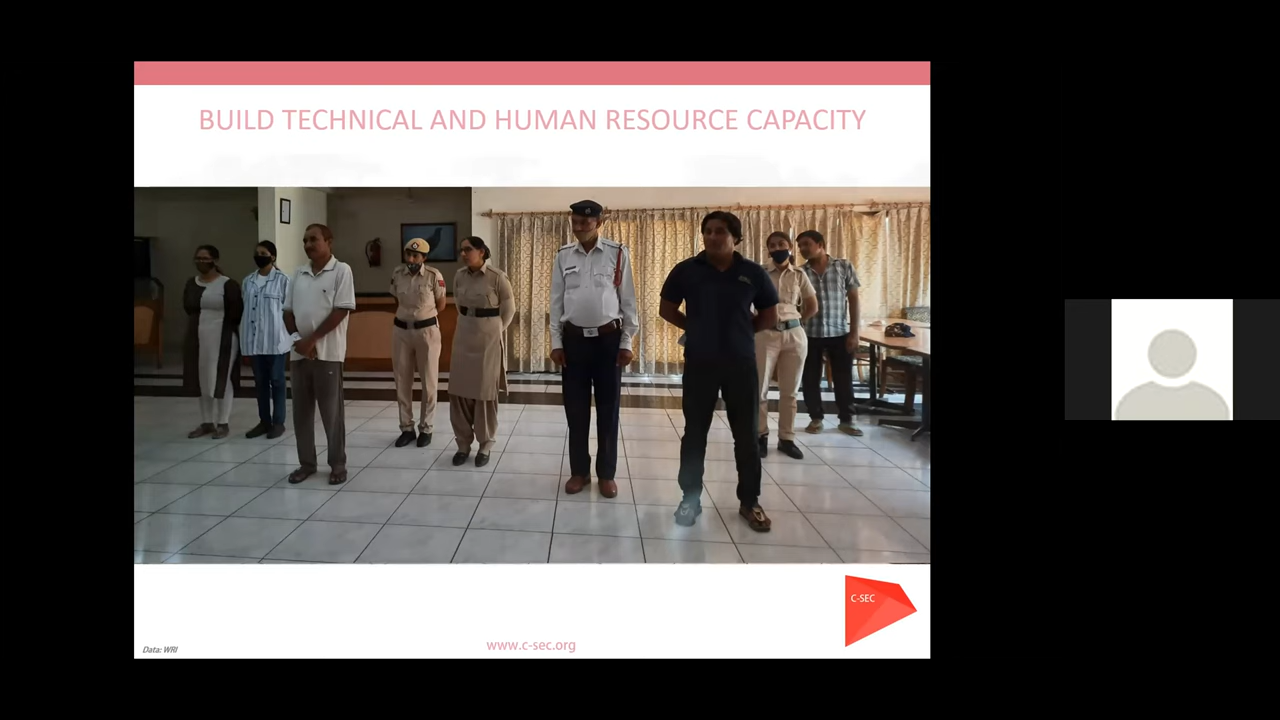 BUILD TECHNICAL AND HUMAN RESOURCE CAPACITY
C-SEC
Data: WRI
www.c-sec.org